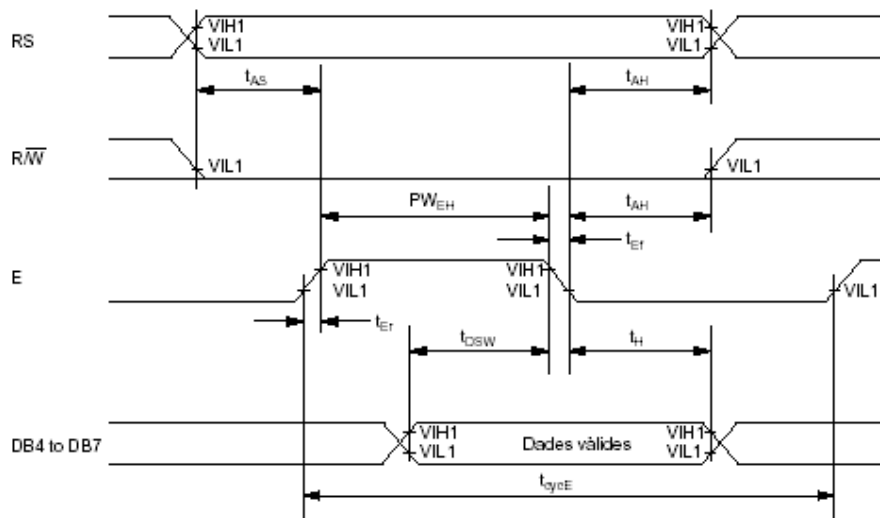 RS
VIH1
VIL1
VIH1
VIL1
tAS
tAH
R/W
VIL1
VIL1
PWEH
tAH
tEf
E
VIH1
VIL1
VIH1
VIL1
VIL1
tEr
tDSW
tH
DB4 to DB7
VIH1
VIL1
Dades vàlides
VIH1
VIL1
tcycE